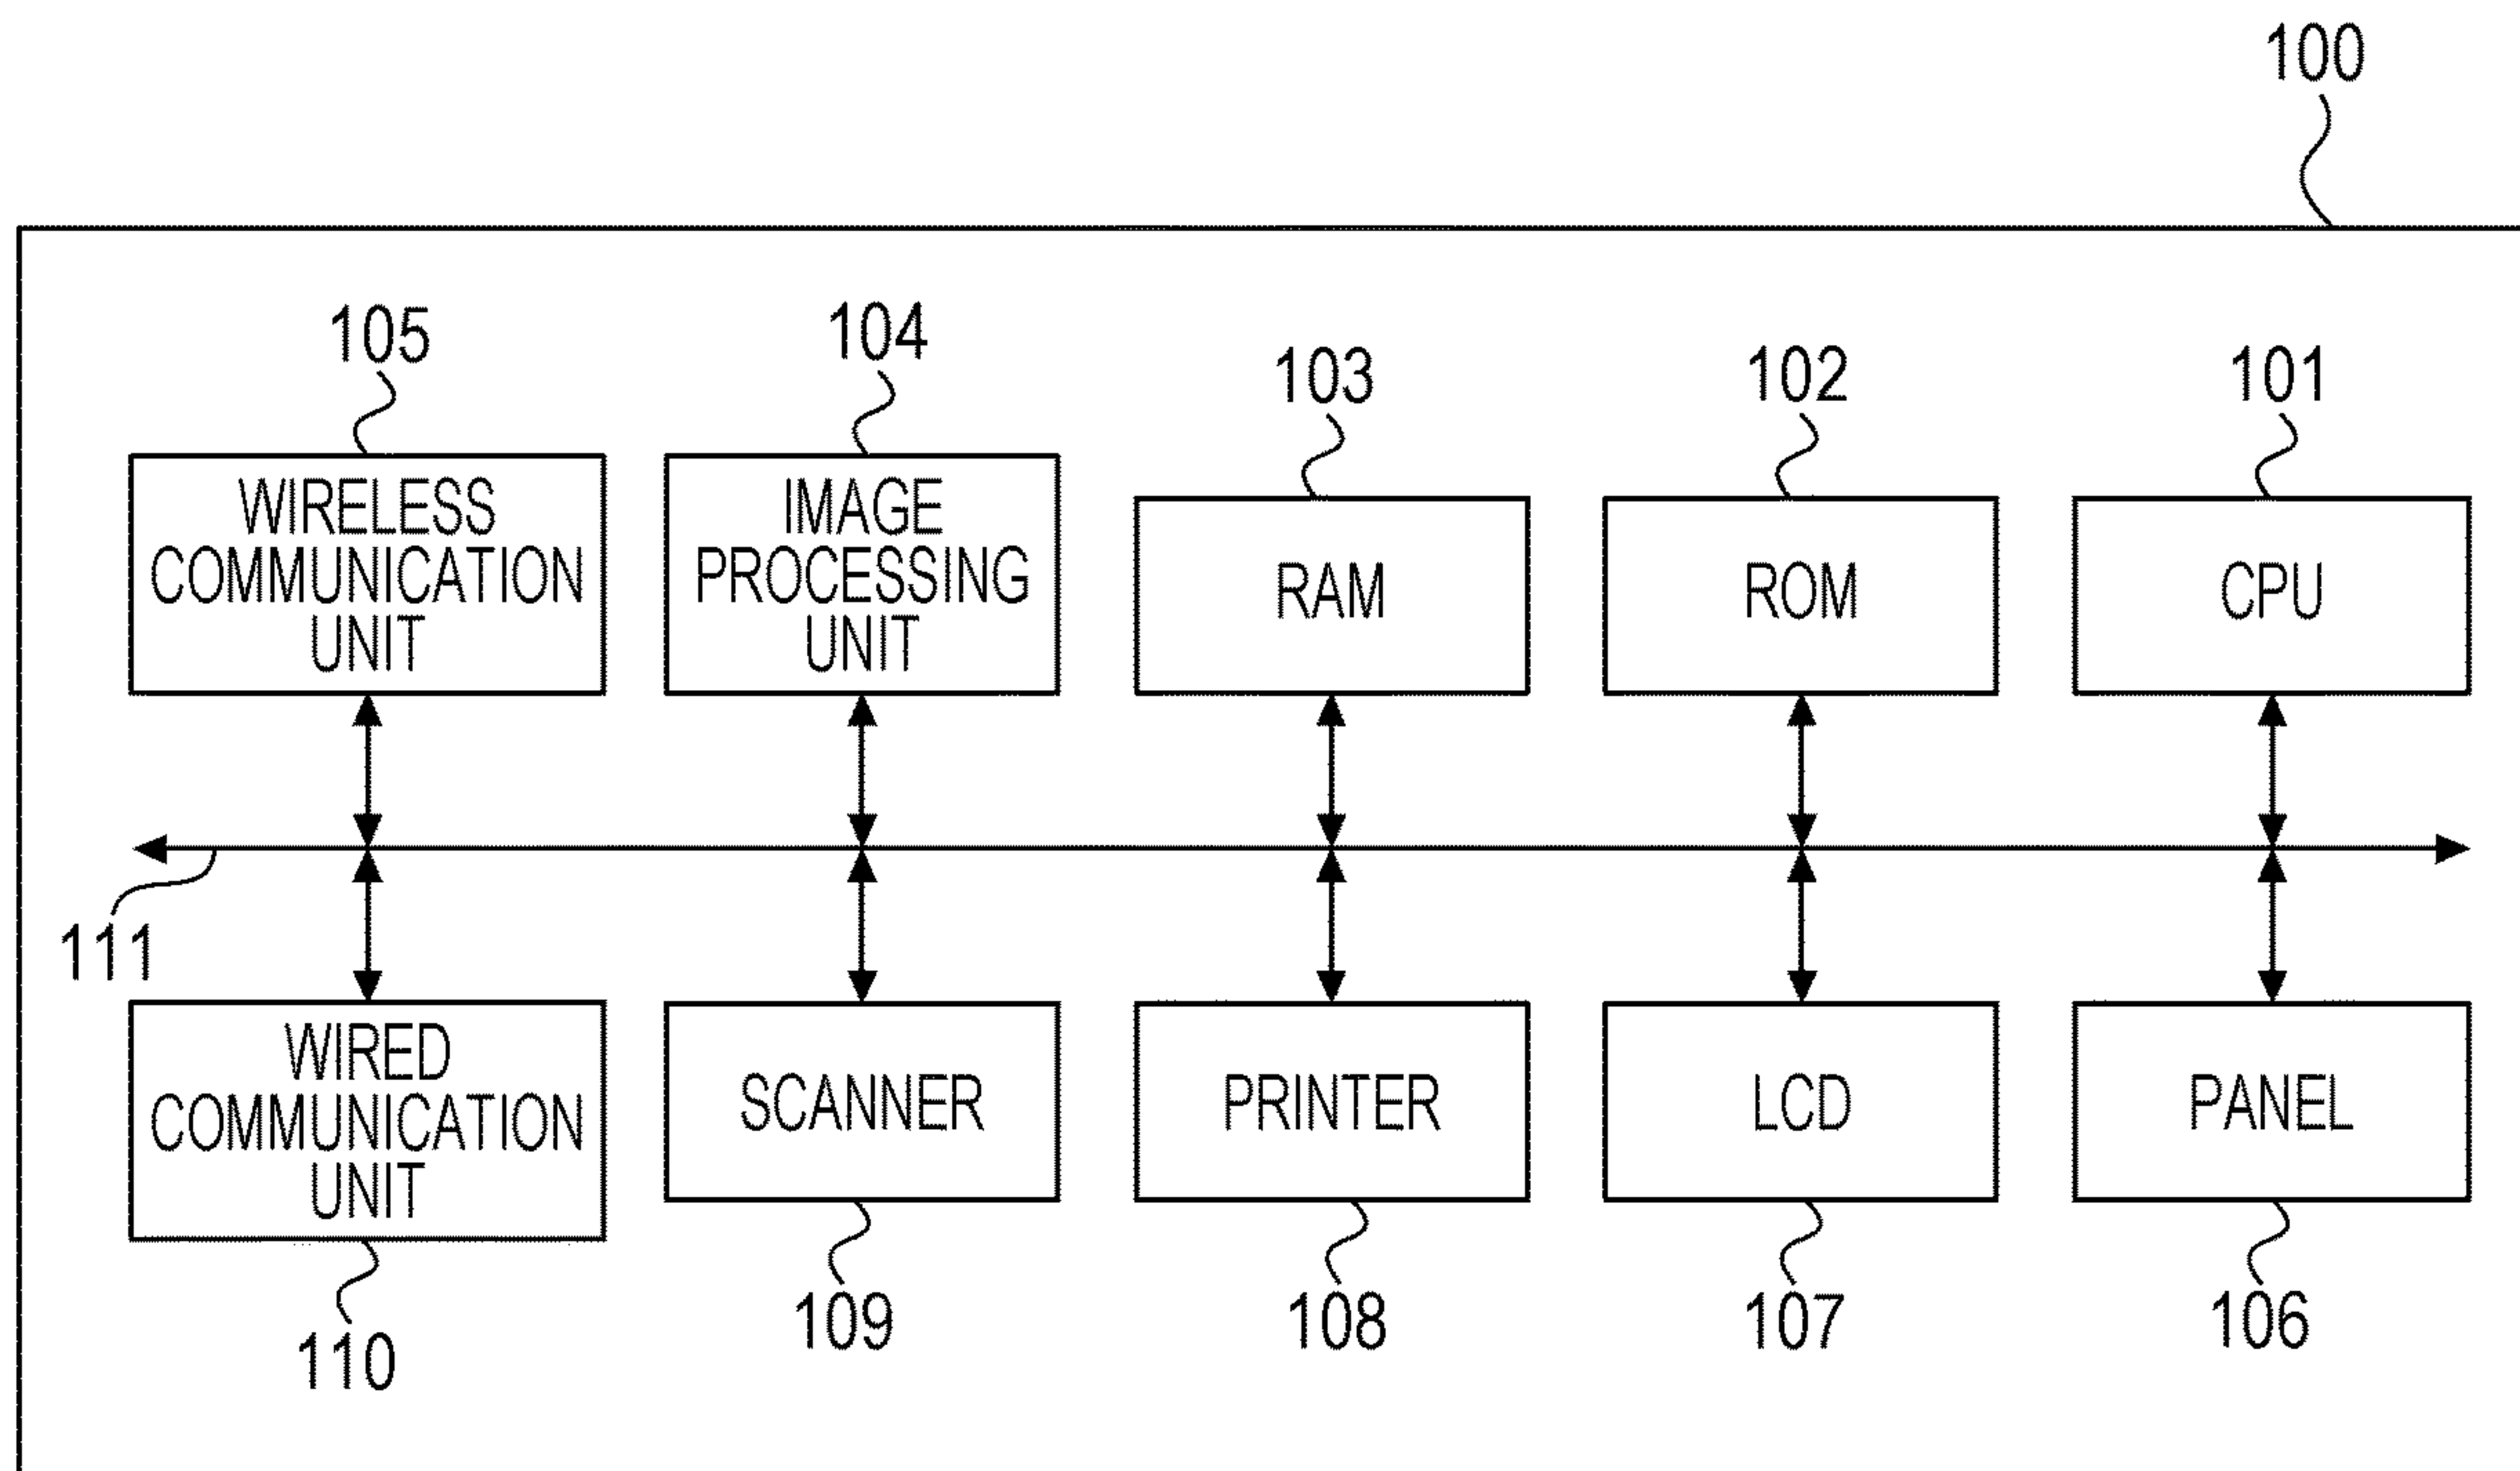 100
105
104
103
102
101
WIRELESS
COMMUNICATION
UNIT
IMAGE
PROCESSING
UNIT
RAM
ROM
CPU
111
WIRED
COMMUNICATION
UNIT
SCANNER
PRINTER
LCD
PANEL
110
109
108
107
106